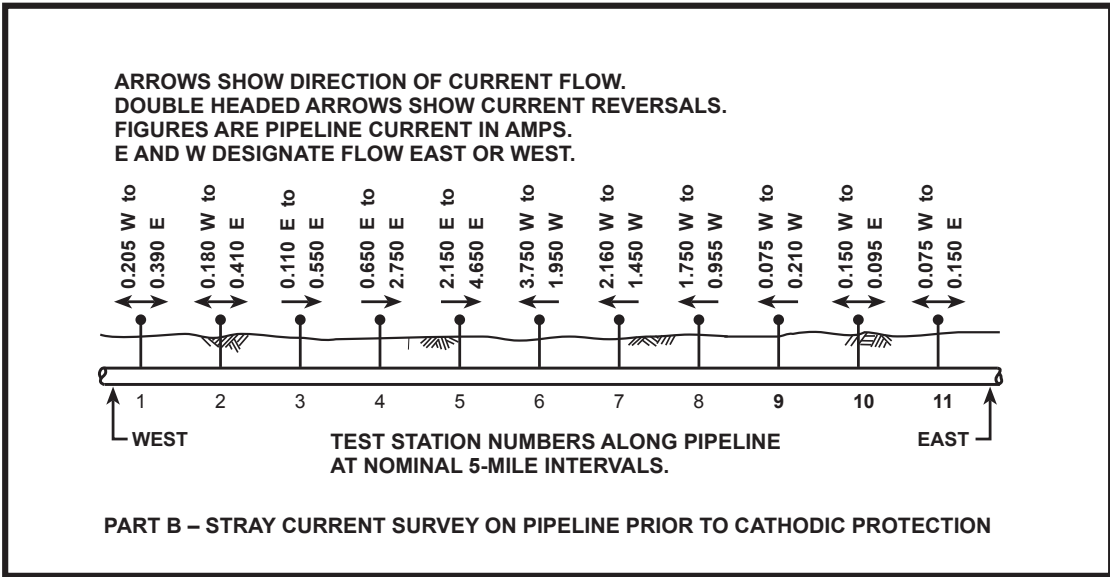 ARROWS SHOW DIRECTION OF CURRENT FLOW.
DOUBLE HEADED ARROWS SHOW CURRENT REVERSALS.
FIGURES ARE PIPELINE CURRENT IN AMPS.
E AND W DESIGNATE FLOW EAST OR WEST.
0.205 W to
0.390 E
0.180 W to
0.410 E
0.110 E to
0.550 E
0.650 E to
2.750 E
2.150 E to
4.650 E
3.750 W to
1.950 W
2.160 W to
1.450 W
1.750 W to
0.955 W
0.075 W to
0.210 W
0.150 W to
0.095 E
0.075 W to
0.150 E
1 2 3 4 5 6 7 8 9 10 11
WEST
EAST
TEST STATION NUMBERS ALONG PIPELINE
AT NOMINAL 5-MILE INTERVALS.
PART B – STRAY CURRENT SURVEY ON PIPELINE PRIOR TO CATHODIC PROTECTION